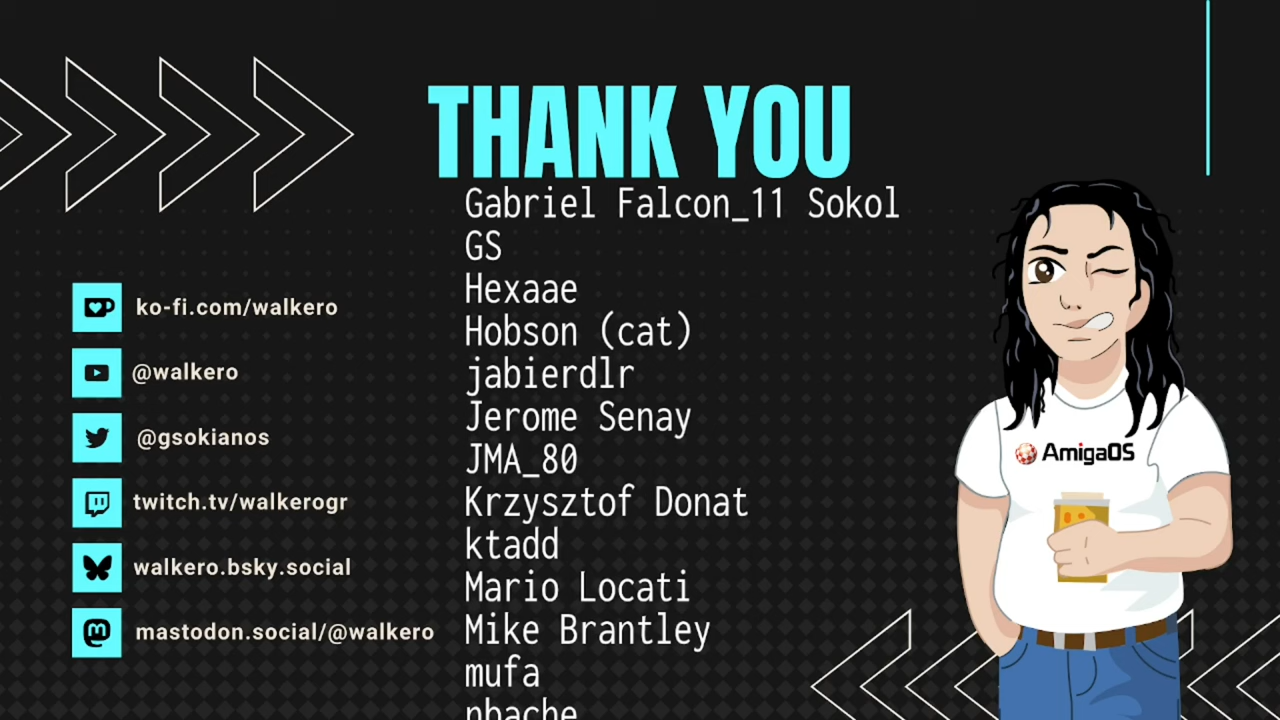 THANK YOU
Gabriel Falcon_11 Sokol
GS
Hexaae
Hobson (cat)
jabierdlr
Jerome Senay
JMA_80
Krzysztof Donat
ktadd
Mario Locati
Mike Brantley
mufa
nbache
ko-fi.com/walkero
@walkero
@gsokianos
twitch.tv/walkerogr
walkero.bsky.social
mastodon.social/@walkero
AmigaOS